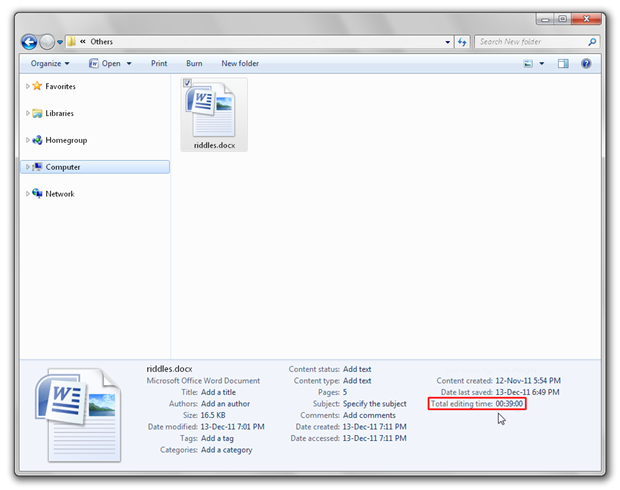 « Others
Search New folder
Organize Open Print Burn New folder
Favorites
Libraries
Homegroup
Computer
Network
riddles.docx
riddles.docx
Microsoft Office Word Document
Title: Add a title
Authors: Add an author
Size: 16.5 KB
Date modified: 13-Dec-11 7:01 PM
Tags: Add a tag
Categories: Add a category
Content status: Add text
Content type: Add text
Pages: 5
Subject: Specify the subject
Comments: Add comments
Date created: 13-Dec-11 7:11 PM
Date accessed: 13-Dec-11 7:11 PM
Content created: 12-Nov-11 5:54 PM
Date last saved: 13-Dec-11 6:49 PM
Total editing time: 00:39:00